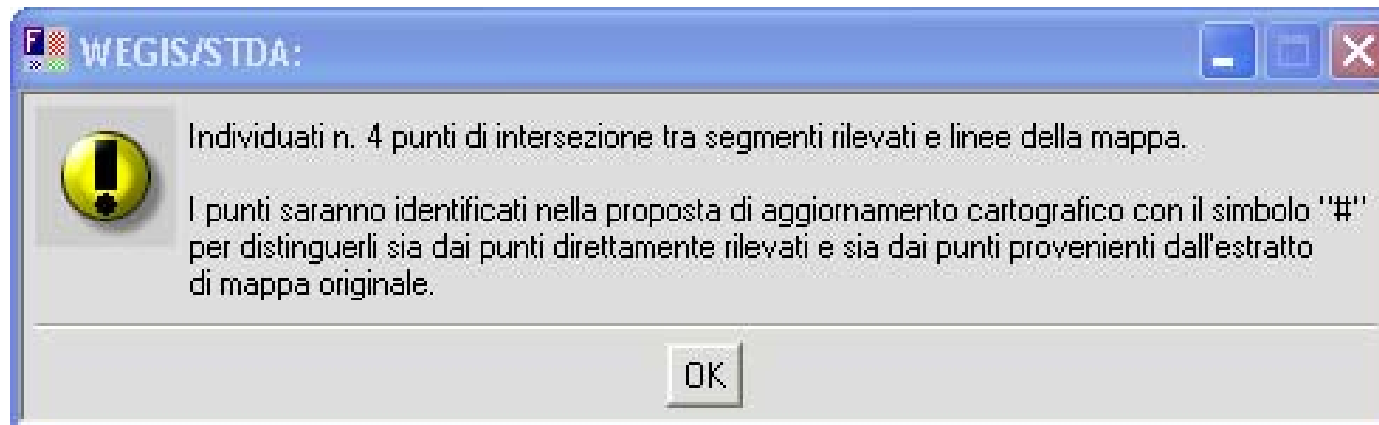 WEGIS/STDA:
Individuati n. 4 punti di intersezione tra segmenti rilevati e linee della mappa.
I punti saranno identificati nella proposta di aggiornamento cartografico con il simbolo "#"
per distinguerli sia dai punti direttamente rilevati e sia dai punti provenienti dall'estratto
di mappa originale.
OK